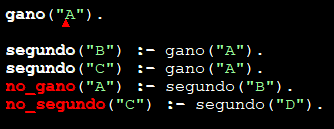 gano("A").
segundo("B") :- gano("A").
segundo("C") :- gano("A").
no_gano("A") :- segundo("B").
no_segundo("C") :- segundo("D").